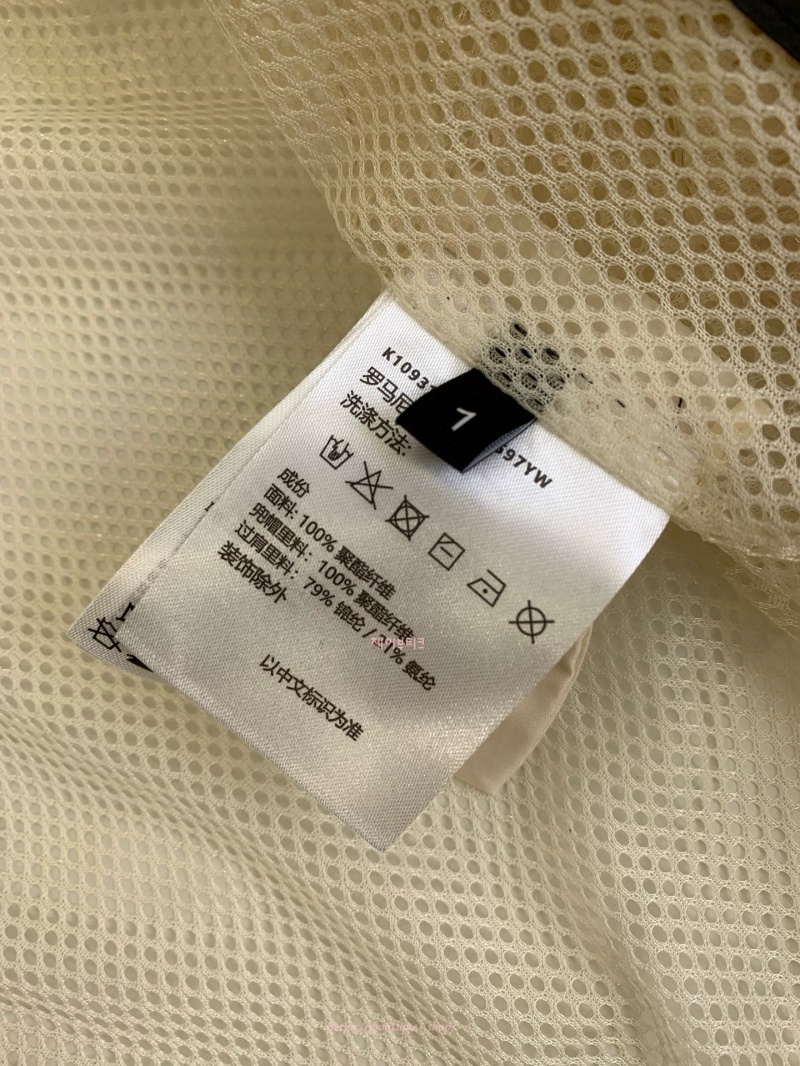 K1093
1
597YW
罗马尼
洗涤方法:
成份
面料: 100% 聚酯纤维
兜帽里料: 100% 聚酯纤维
过肩里料: 79% 锦纶 / 21% 氨纶
装饰除外
以中文标识为准